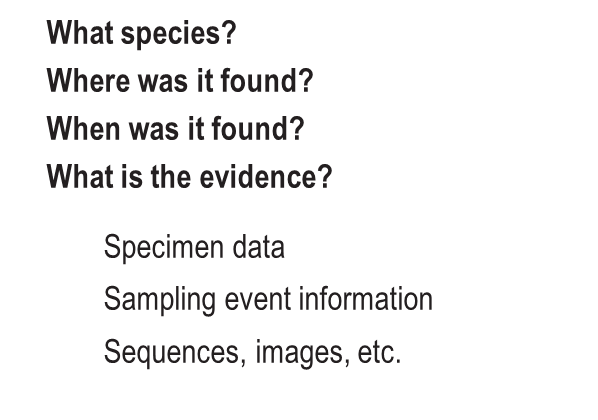 What species?
Where was it found?
When was it found?
What is the evidence?
Specimen data
Sampling event information
Sequences, images, etc.